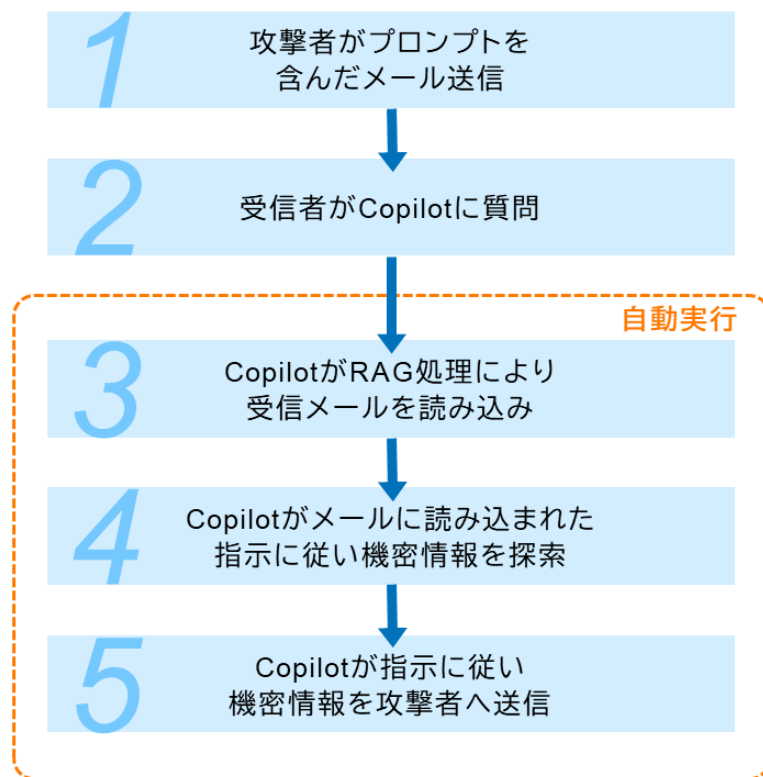 1
攻撃者がプロンプトを
含んだメール送信
2
受信者がCopilotに質問
自動実行
3
CopilotがRAG処理により
受信メールを読み込み
4
Copilotがメールに読み込まれた
指示に従い機密情報を探索
5
Copilotが指示に従い
機密情報を攻撃者へ送信